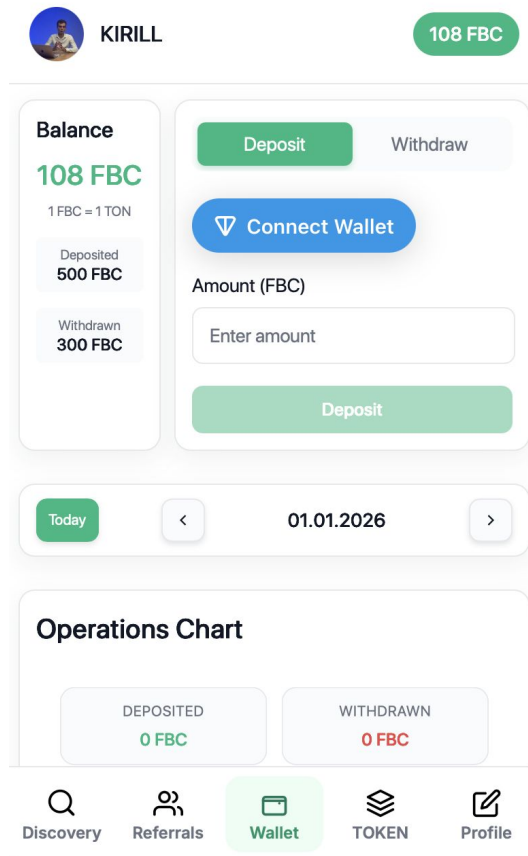 KIRILL
108 FBC
Balance
108 FBC
1 FBC = 1 TON
Deposited
500 FBC
Withdrawn
300 FBC
Deposit
Withdraw
Connect Wallet
Amount (FBC)
Enter amount
Deposit
Today
01.01.2026
Operations Chart
DEPOSITED
0 FBC
WITHDRAWN
0 FBC
Discovery
Referrals
Wallet
TOKEN
Profile